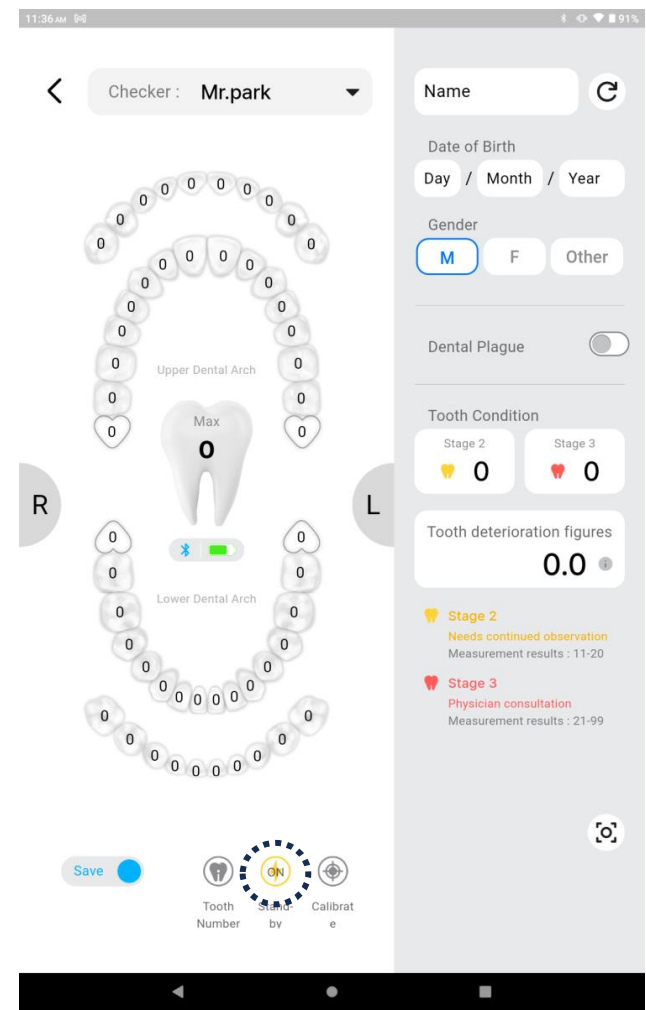 11:36 AM
91%
Checker : Mr.park
0 0 0 0 0 0 0 0 0 0
0 0 0 0 0 0 0 0 0 0 0 0 0 0 0 0
Upper Dental Arch
Max
0
R
L
0 0 0 0 0 0 0 0 0 0 0 0 0 0 0 0
Lower Dental Arch
0 0 0 0 0 0 0 0 0 0
Save
ON
Tooth
Number
Stand-
by
Calibrat
e
Name
Date of Birth
Day / Month / Year
Gender
M F Other
Dental Plague
Tooth Condition
Stage 2
0
Stage 3
0
Tooth deterioration figures
0.0
Stage 2
Needs continued observation
Measurement results : 11-20
Stage 3
Physician consultation
Measurement results : 21-99